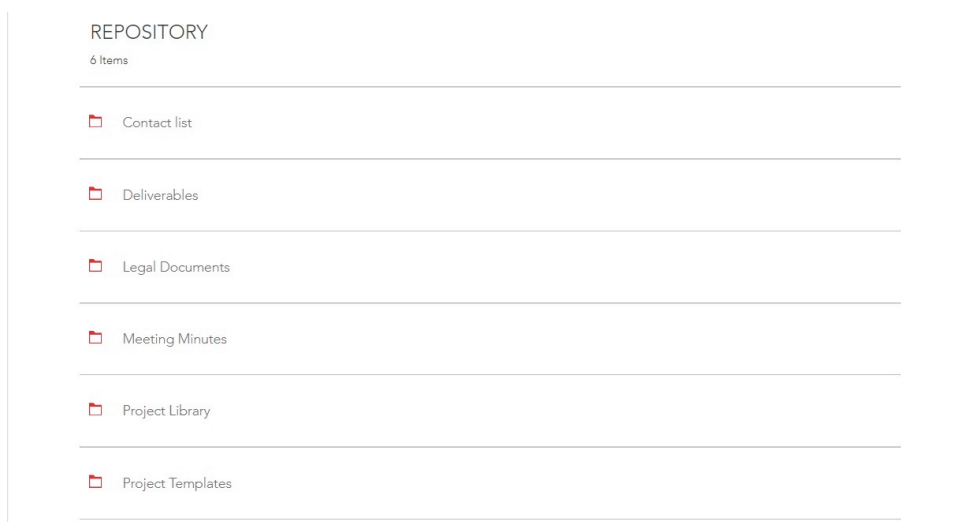 REPOSITORY
6 Items
Contact list
Deliverables
Legal Documents
Meeting Minutes
Project Library
Project Templates